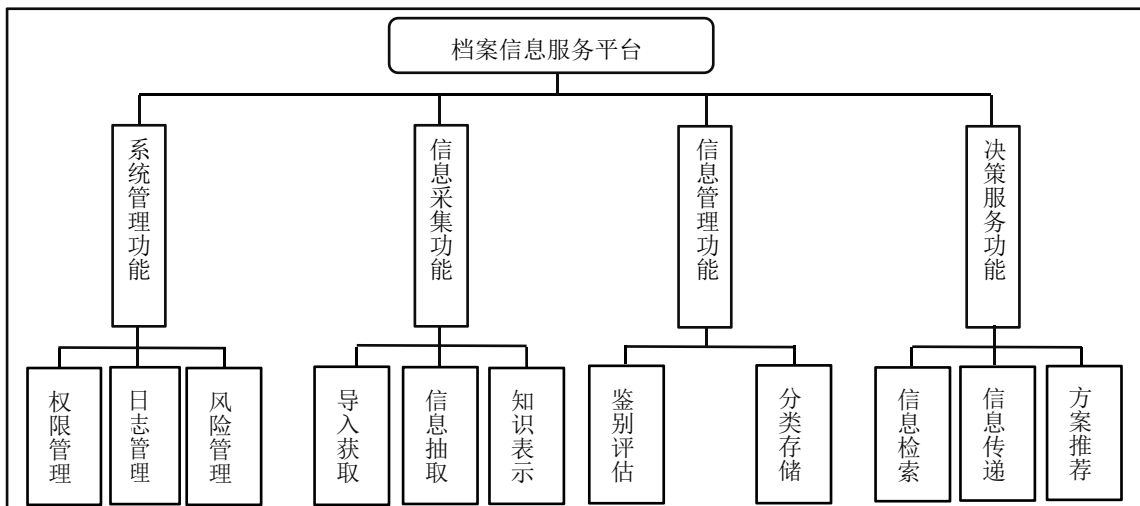 档案信息服务平台
系统管理功能
信息采集功能
信息管理功能
决策服务功能
权限管理
日志管理
风险管理
导入获取
信息抽取
知识表示
鉴别评估
分类存储
信息检索
信息传递
方案推荐